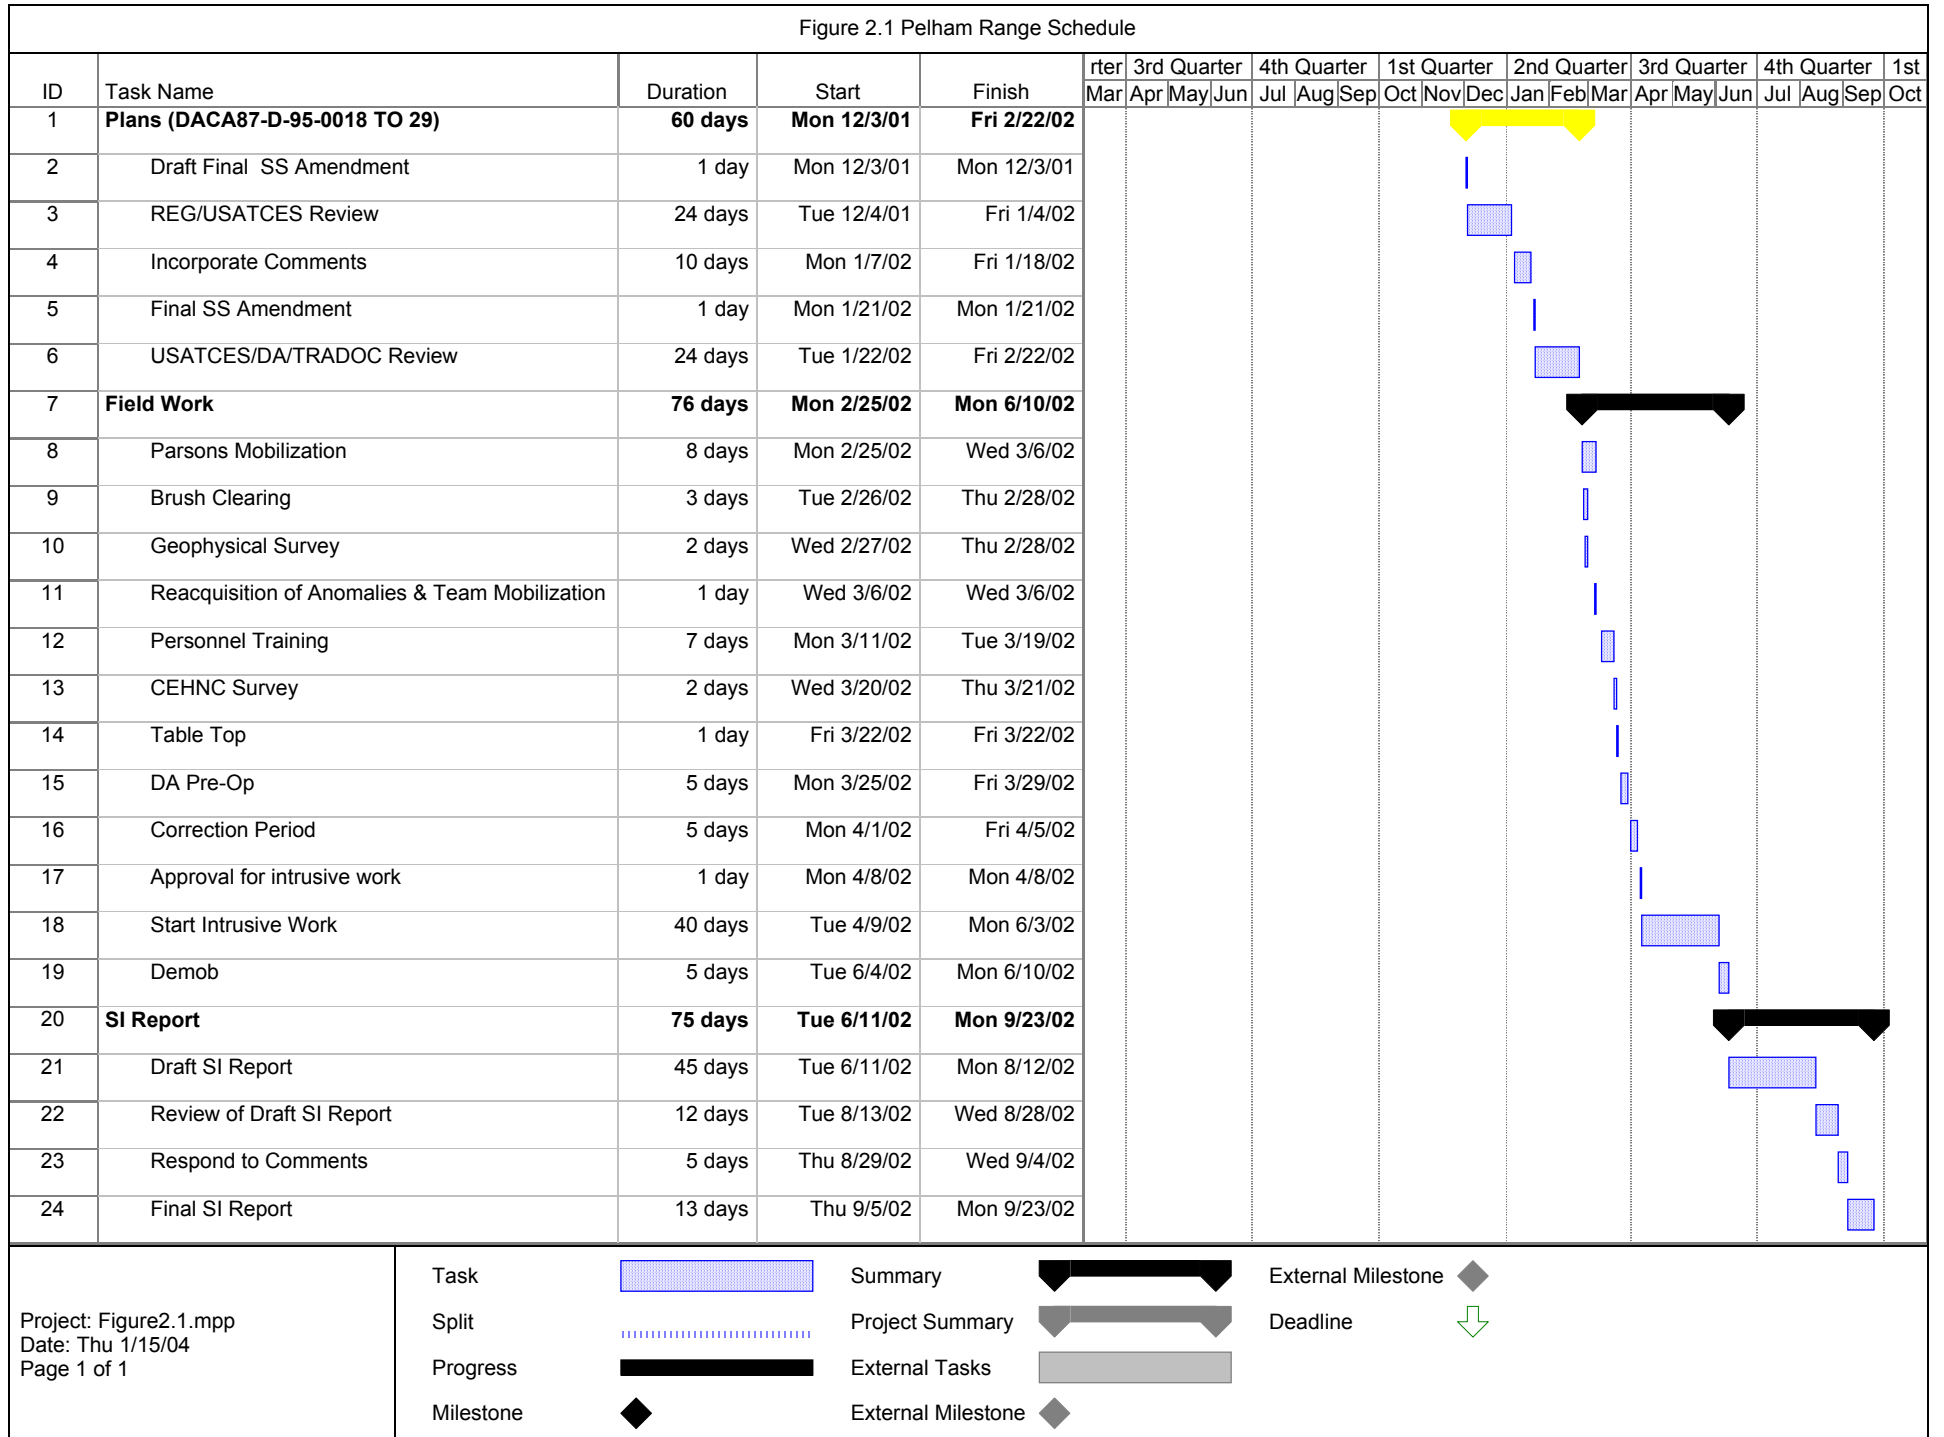 Figure 2.1 Pelham Range Schedule
rter 3rd Quarter 4th Quarter 1st Quarter 2nd Quarter 3rd Quarter 4th Quarter 1st
ID Task Name Duration Start Finish Mar Apr May Jun Jul Aug Sep Oct Nov Dec Jan Feb Mar Apr May Jun Jul Aug Sep Oct
1 Plans (DACA87-D-95-0018 TO 29) 60 days Mon 12/3/01 Fri 2/22/02
2 Draft Final SS Amendment 1 day Mon 12/3/01 Mon 12/3/01
3 REG/USATCES Review 24 days Tue 12/4/01 Fri 1/4/02
4 Incorporate Comments 10 days Mon 1/7/02 Fri 1/18/02
5 Final SS Amendment 1 day Mon 1/21/02 Mon 1/21/02
6 USATCES/DA/TRADOC Review 24 days Tue 1/22/02 Fri 2/22/02
7 Field Work 76 days Mon 2/25/02 Mon 6/10/02
8 Parsons Mobilization 8 days Mon 2/25/02 Wed 3/6/02
9 Brush Clearing 3 days Tue 2/26/02 Thu 2/28/02
10 Geophysical Survey 2 days Wed 2/27/02 Thu 2/28/02
11 Reacquisition of Anomalies & Team Mobilization 1 day Wed 3/6/02 Wed 3/6/02
12 Personnel Training 7 days Mon 3/11/02 Tue 3/19/02
13 CEHNC Survey 2 days Wed 3/20/02 Thu 3/21/02
14 Table Top 1 day Fri 3/22/02 Fri 3/22/02
15 DA Pre-Op 5 days Mon 3/25/02 Fri 3/29/02
16 Correction Period 5 days Mon 4/1/02 Fri 4/5/02
17 Approval for intrusive work 1 day Mon 4/8/02 Mon 4/8/02
18 Start Intrusive Work 40 days Tue 4/9/02 Mon 6/3/02
19 Demob 5 days Tue 6/4/02 Mon 6/10/02
20 SI Report 75 days Tue 6/11/02 Mon 9/23/02
21 Draft SI Report 45 days Tue 6/11/02 Mon 8/12/02
22 Review of Draft SI Report 12 days Tue 8/13/02 Wed 8/28/02
23 Respond to Comments 5 days Thu 8/29/02 Wed 9/4/02
24 Final SI Report 13 days Thu 9/5/02 Mon 9/23/02
Project: Figure2.1.mpp
Date: Thu 1/15/04
Page 1 of 1
Task Summary External Milestone
Split Project Summary Deadline
Progress External Tasks
Milestone External Milestone